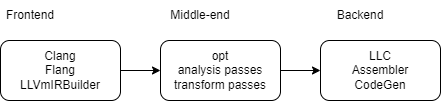 Frontend
Middle-end
Backend
Clang
Flang
LLVmIRBuilder
opt
analysis passes
transform passes
LLC
Assembler
CodeGen